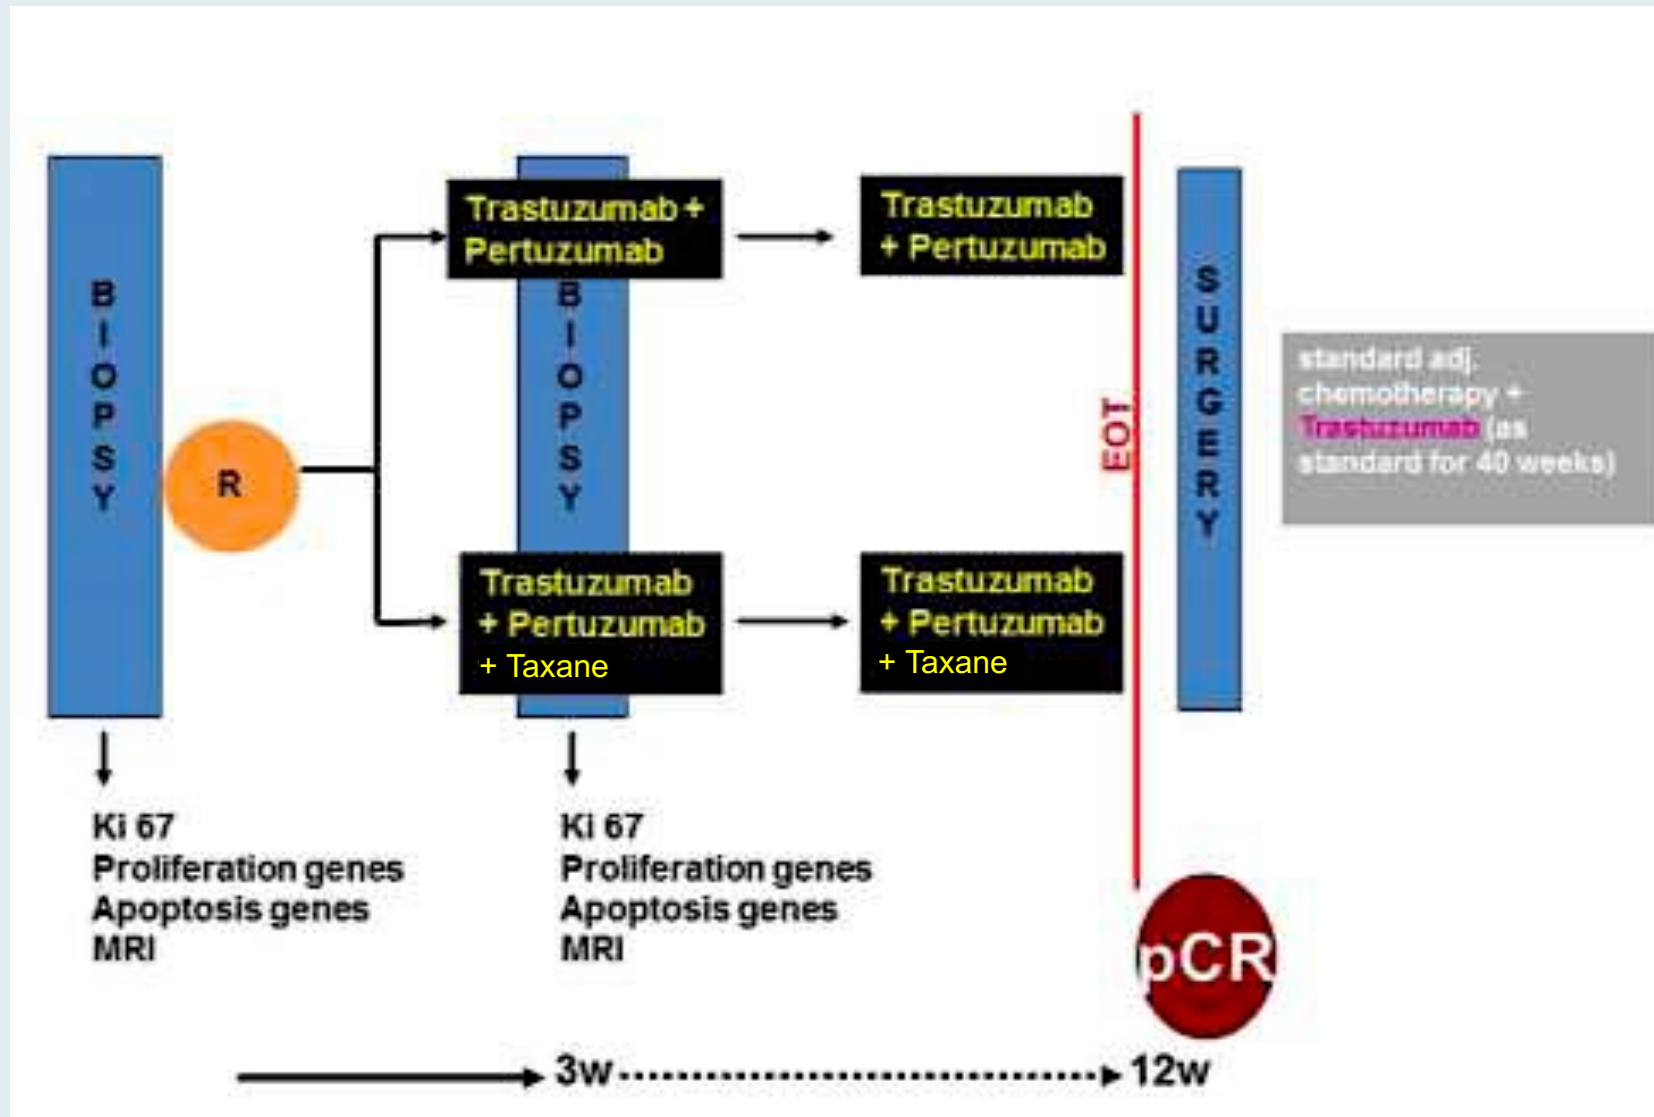 BIOPSY
R
Trastuzumab +
Pertuzumab
BIOPSY
Trastuzumab
+ Pertuzumab
+ Taxane
Trastuzumab
+ Pertuzumab
Trastuzumab
+ Pertuzumab
+ Taxane
EOT
SURGERY
standard adj.
chemotherapy +
Trastuzumab (as
standard for 40 weeks)
Ki 67
Proliferation genes
Apoptosis genes
MRI
Ki 67
Proliferation genes
Apoptosis genes
MRI
pCR
3w
12w